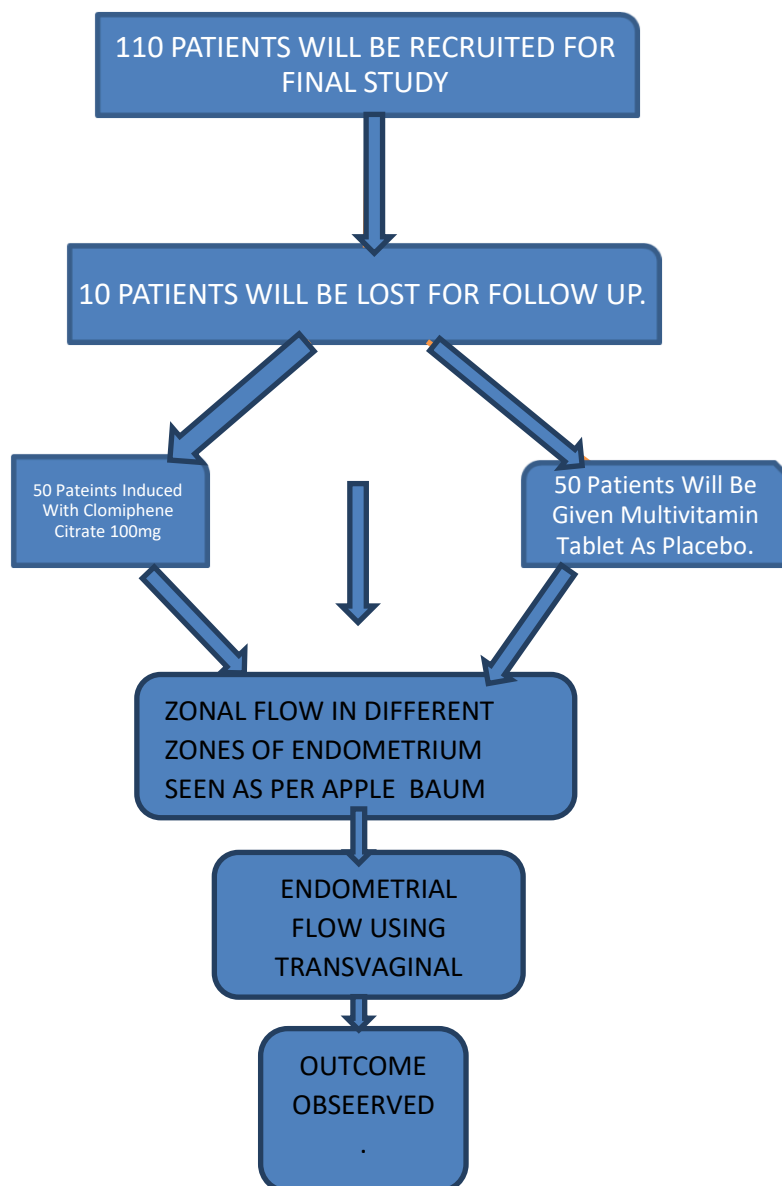 110 PATIENTS WILL BE RECRUITED FOR
FINAL STUDY
10 PATIENTS WILL BE LOST FOR FOLLOW UP.
50 Pateints Induced
With Clomiphene
Citrate 100mg
50 Patients Will Be
Given Multivitamin
Tablet As Placebo.
ZONAL FLOW IN DIFFERENT
ZONES OF ENDOMETRIUM
SEEN AS PER APPLE BAUM
ENDOMETRIAL
FLOW USING
TRANSVAGINAL
OUTCOME
OBSEERVED
.